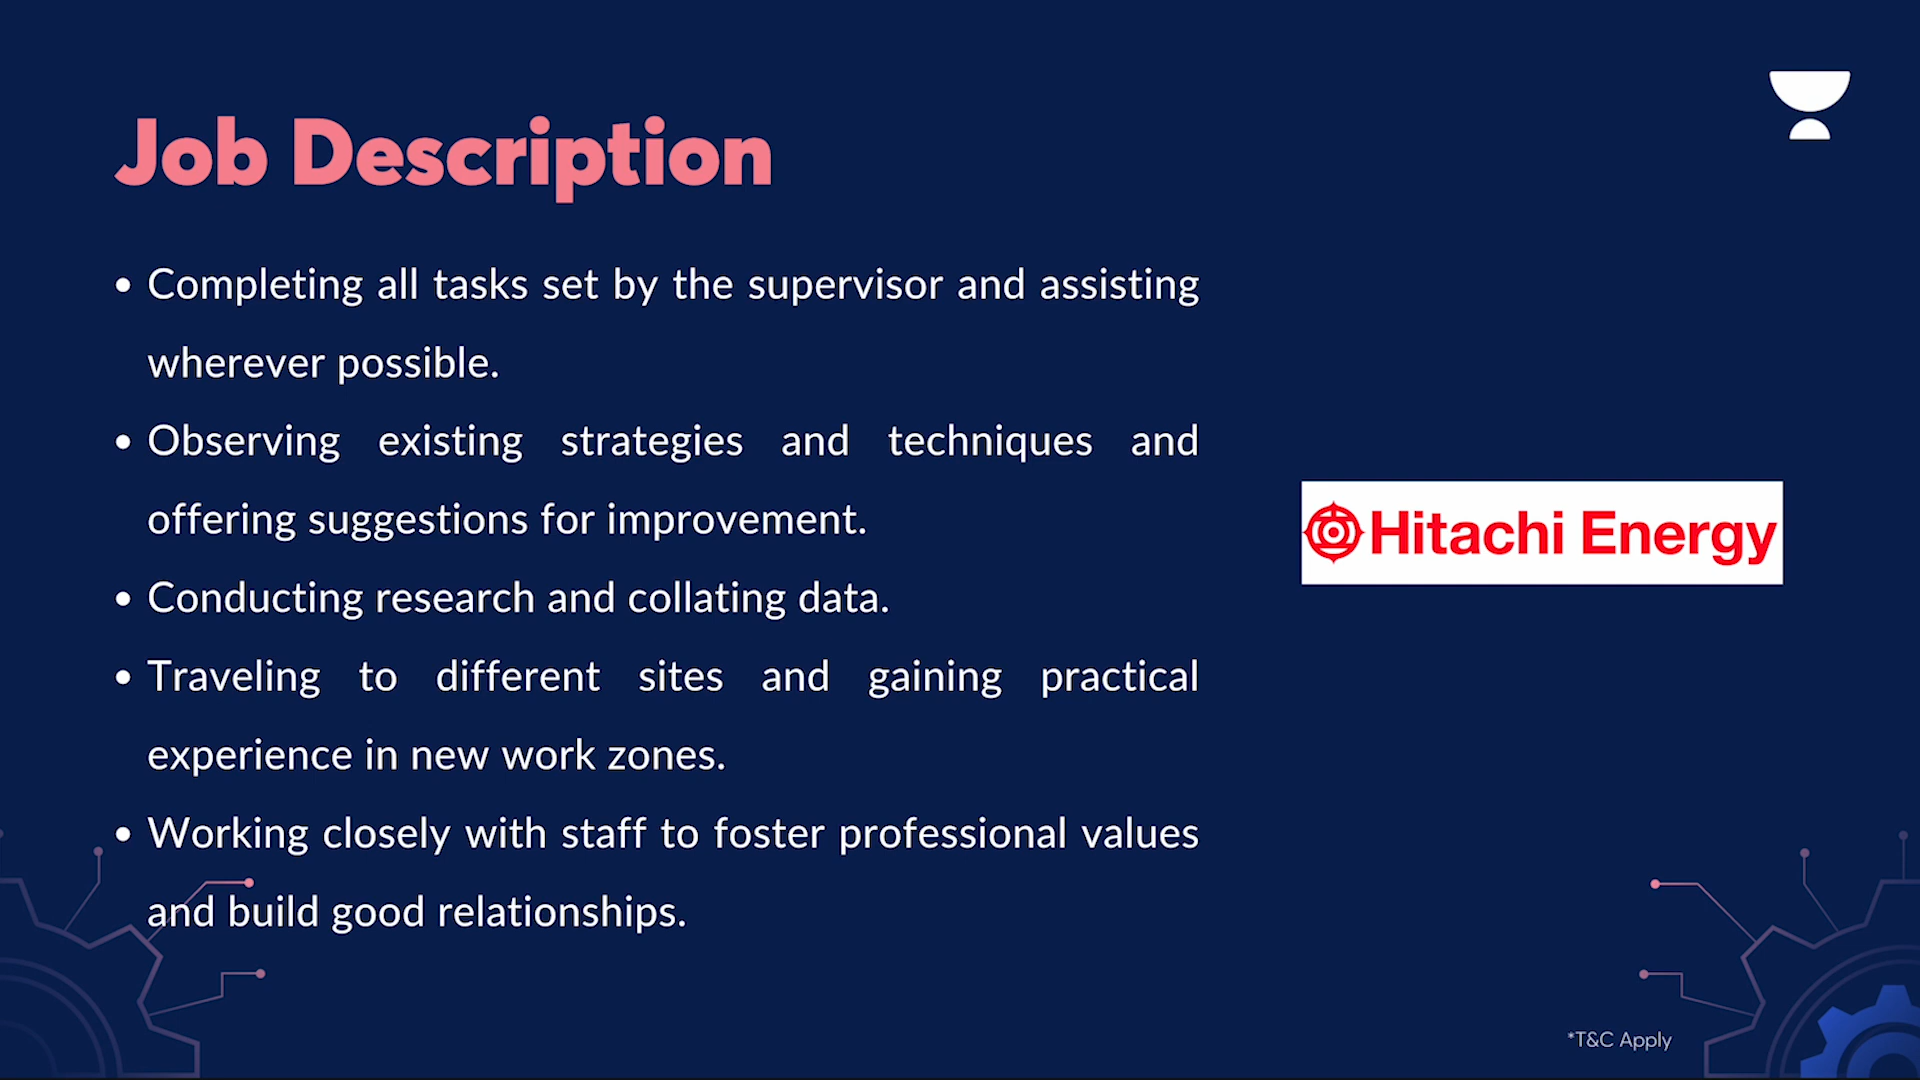 Job Description
• Completing all tasks set by the supervisor and assisting
wherever possible.
• Observing existing strategies and techniques and
offering suggestions for improvement.
• Conducting research and collating data.
• Traveling to different sites and gaining practical
experience in new work zones.
• Working closely with staff to foster professional values
and build good relationships.
Hitachi Energy
*T&C Apply